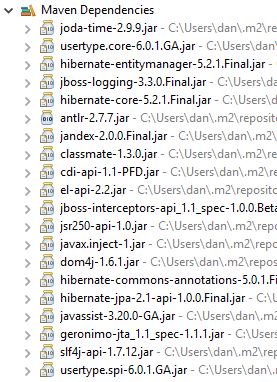 Maven Dependencies
joda-time-2.9.9.jar - C:\Users\dan\.m2\repo
usertype.core-6.0.1.GA.jar - C:\Users\dan\.
hibernate-entitymanager-5.2.1.Final.jar -
jboss-logging-3.3.0.Final.jar - C:\Users\da
hibernate-core-5.2.1.Final.jar - C:\Users\d
antlr-2.7.7.jar - C:\Users\dan\.m2\reposito
jandex-2.0.0.Final.jar - C:\Users\dan\.m2\r
classmate-1.3.0.jar - C:\Users\dan\.m2\re
cdi-api-1.1-PFD.jar - C:\Users\dan\.m2\re
el-api-2.2.jar - C:\Users\dan\.m2\reposito
jboss-interceptors-api_1.1_spec-1.0.0.Beta
jsr250-api-1.0.jar - C:\Users\dan\.m2\repo
javax.inject-1.jar - C:\Users\dan\.m2\repo
dom4j-1.6.1.jar - C:\Users\dan\.m2\repos
hibernate-commons-annotations-5.0.1.F
hibernate-jpa-2.1-api-1.0.0.Final.jar - C:\U
javassist-3.20.0-GA.jar - C:\Users\dan\.m2
geronimo-jta_1.1_spec-1.1.1.jar - C:\Users
slf4j-api-1.7.12.jar - C:\Users\dan\.m2\rep
usertype.spi-6.0.1.GA.jar - C:\Users\dan\.